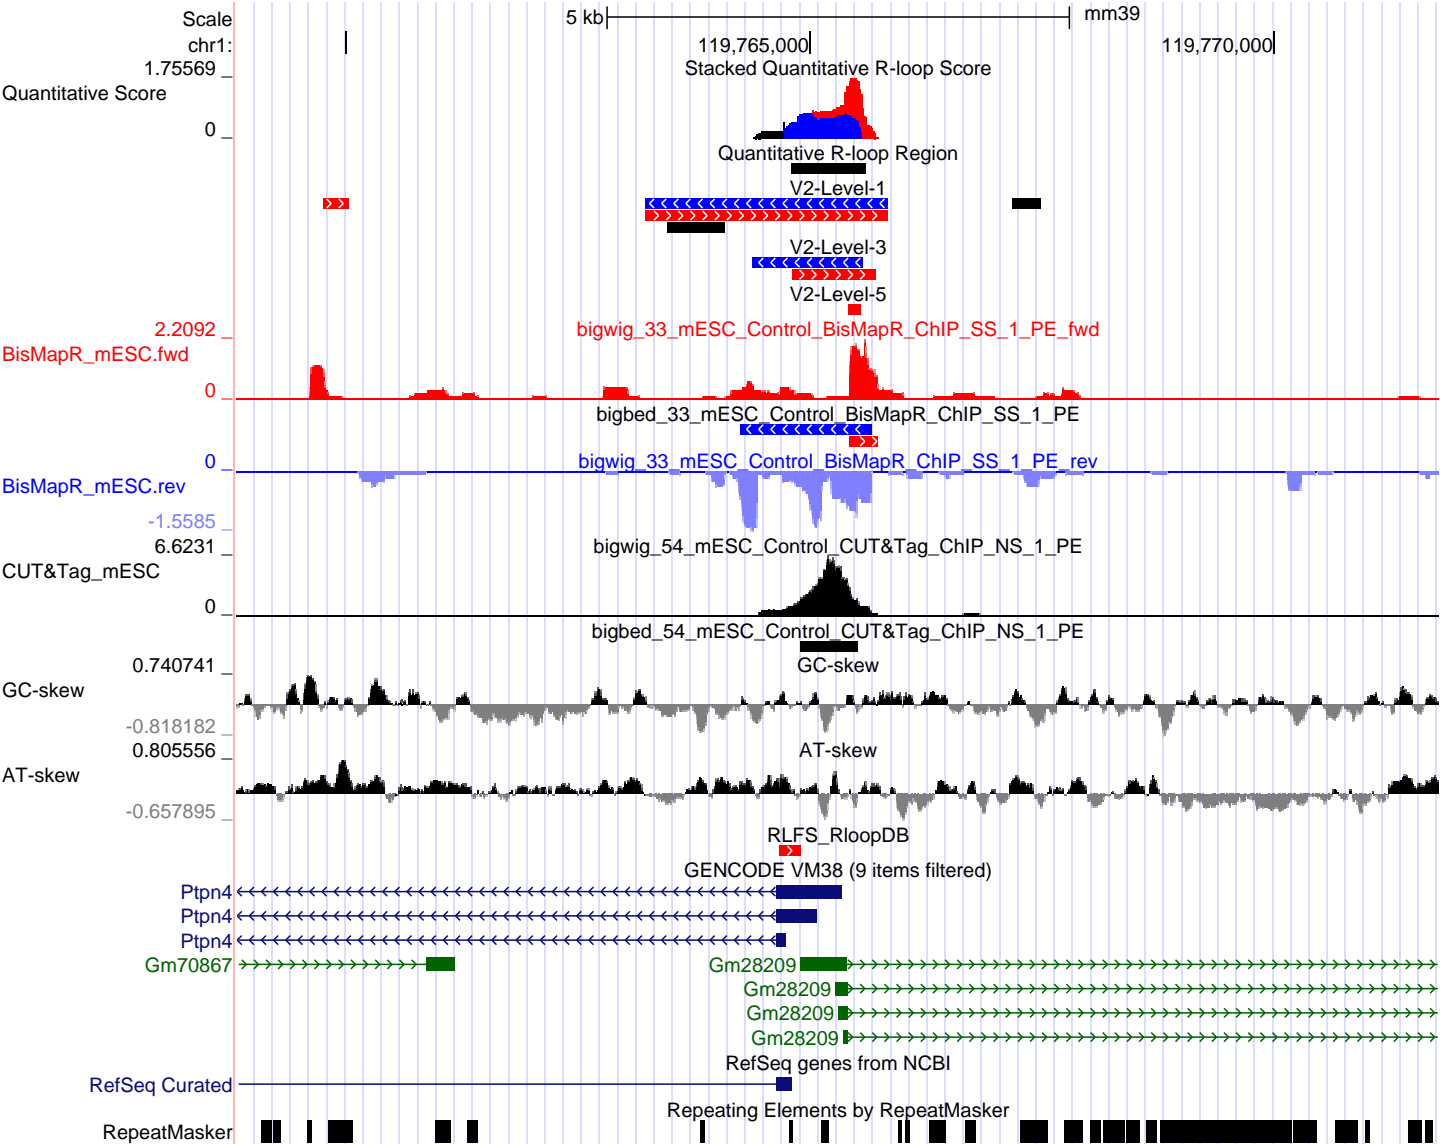 Scale 5 kb mm39
chr1: 119,765,000 119,770,000
1.75569 Stacked Quantitative R-loop Score
Quantitative Score
0
Quantitative R-loop Region
V2-Level-1
V2-Level-3
V2-Level-5
2.2092 bigwig_33_mESC_Control_BisMapR_ChIP_SS_1_PE_fwd
BisMapR_mESC.fwd
0
bigbed_33_mESC_Control_BisMapR_ChIP_SS_1_PE
0 bigwig_33_mESC_Control_BisMapR_ChIP_SS_1_PE_rev
BisMapR_mESC.rev
-1.5585
6.6231 bigwig_54_mESC_Control_CUT&Tag_ChIP_NS_1_PE
CUT&Tag_mESC
0
bigbed_54_mESC_Control_CUT&Tag_ChIP_NS_1_PE
0.740741 GC-skew
GC-skew
-0.818182
0.805556 AT-skew
AT-skew
-0.657895
RLFS_RloopDB
GENCODE VM38 (9 items filtered)
Ptpn4
Ptpn4
Ptpn4
Gm70867 Gm28209
Gm28209
Gm28209
Gm28209
RefSeq genes from NCBI
RefSeq Curated
Repeating Elements by RepeatMasker
RepeatMasker